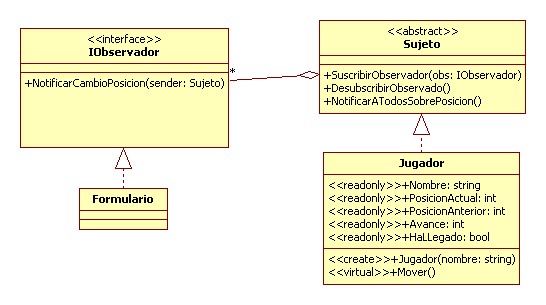 <<interface>>
IObservador
+NotificarCambioPosicion(sender: Sujeto)
*
<<abstract>>
Sujeto
+SuscribirObservador(obs: IObservador)
+DesubscribirObservado()
+NotificarATodosSobrePosicion()
Formulario
Jugador
<<readonly>>+Nombre: string
<<readonly>>+PosicionActual: int
<<readonly>>+PosicionAnterior: int
<<readonly>>+Avance: int
<<readonly>>+HaLLegado: bool
<<create>>+Jugador(nombre: string)
<<virtual>>+Mover()